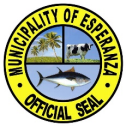 MUNICIPALITY OF ESPERANZA
OFFICIAL SEAL